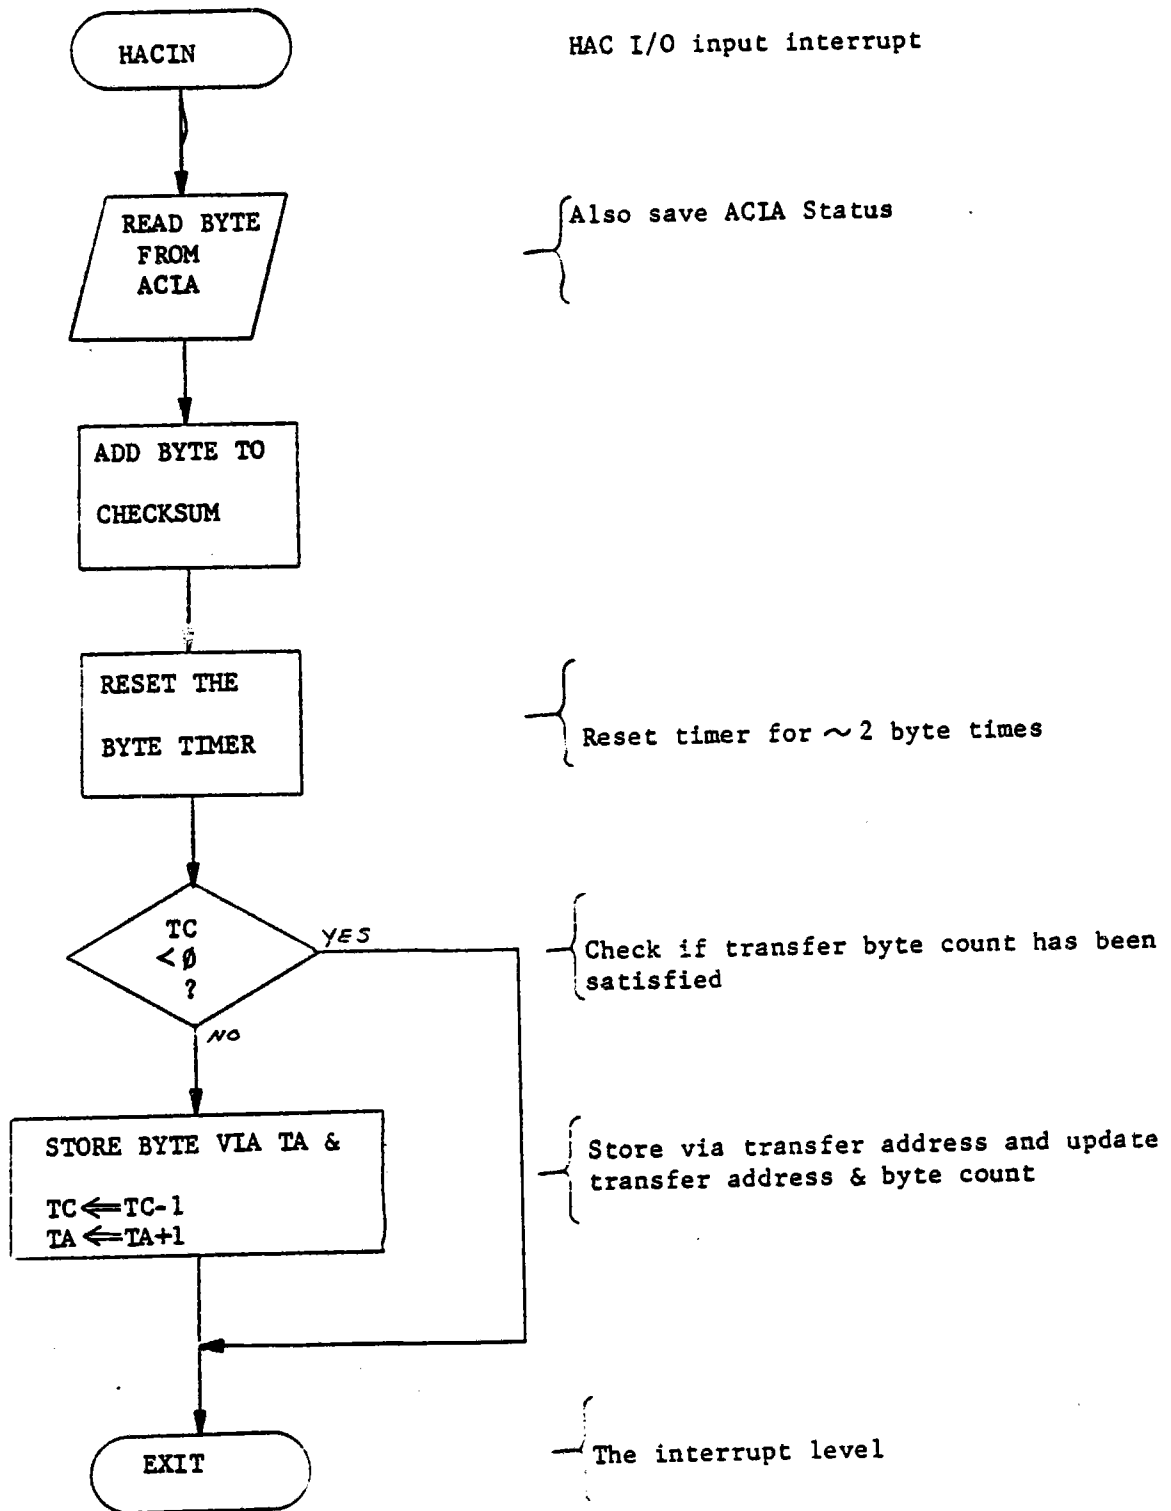 HACIN
HAC I/O input interrupt
READ BYTE
FROM
ACIA
Also save ACIA Status
ADD BYTE TO
CHECKSUM
RESET THE
BYTE TIMER
Reset timer for ~2 byte times
TC
<Ø
?
YES
NO
Check if transfer byte count has been
satisfied
STORE BYTE VIA TA &
TC⇐TC-1
TA⇐TA+1
Store via transfer address and update
transfer address & byte count
EXIT
The interrupt level